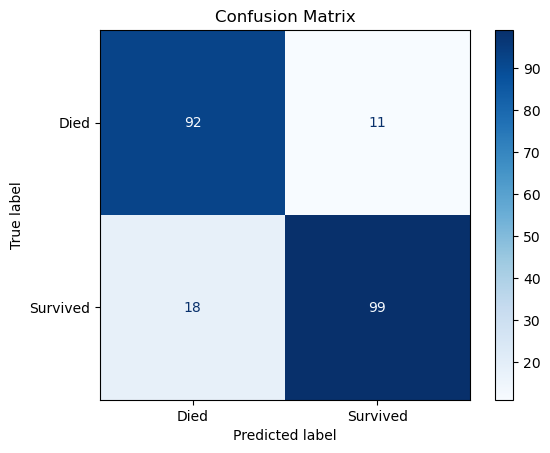 Confusion Matrix
Died
92
11
90
80
70
60
50
40
30
20
True label
Survived
18
99
Died
Survived
Predicted label